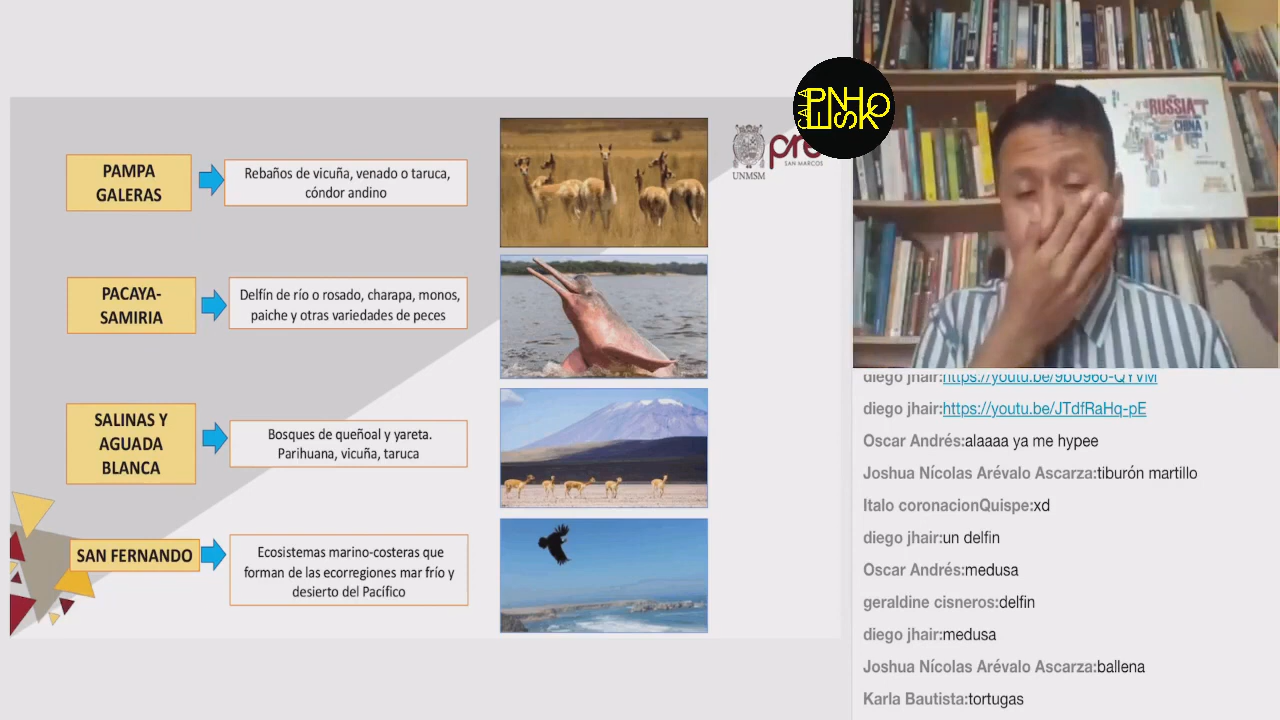 PAMPA
GALERAS
Rebaños de vicuña, venado o taruca,
cóndor andino
PACAYA-
SAMIRIA
Delfín de río o rosado, charapa, monos,
paiche y otras variedades de peces
SALINAS Y
AGUADA
BLANCA
Bosques de queñoal y yareta.
Parihuana, vicuña, taruca
SAN FERNANDO
Ecosistemas marino-costeras que
forman de las ecorregiones mar frío y
desierto del Pacífico
UNMSM
pre
SAN MARCOS
RUSSIA
CHINA
diego jhair:
diego jhair:https://youtu.be/JTdfRaHq-pE
Oscar Andrés:alaaaa ya me hypee
Joshua Nícolas Arévalo Ascarza:tiburón martillo
Italo coronacionQuispe:xd
diego jhair:un delfin
Oscar Andrés:medusa
geraldine cisneros:delfin
diego jhair:medusa
Joshua Nícolas Arévalo Ascarza:ballena
Karla Bautista:tortugas